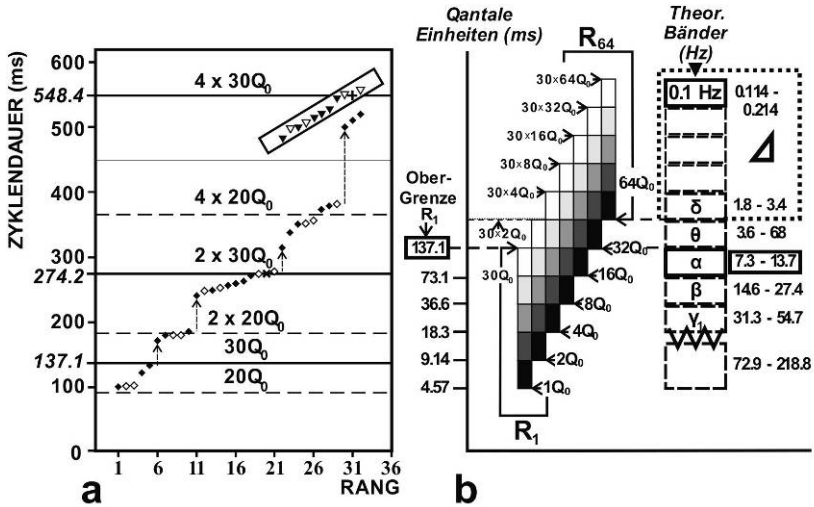 ZYKLENDAUER (ms)
600
548.4
500
400
300
274.2
200
137.1
100
0
4 x 30Q₀
4 x 20Q₀
2 x 30Q₀
2 x 20Q₀
30Q₀
20Q₀
1 6 11 16 21 26 31 36
RANG
a
Qantale
Einheiten (ms)
R₆₄
30×64Q₀
30×32Q₀
30×16Q₀
30×8Q₀
30×4Q₀
30×2Q₀
30Q₀
64Q₀
32Q₀
16Q₀
8Q₀
4Q₀
2Q₀
1Q₀
R₁
Ober-
Grenze
R₁
137.1
73.1
36.6
18.3
9.14
4.57
b
Theor.
Bänder
(Hz)
0.1 Hz
0.114 -
0.214
Δ
δ 1.8 - 3.4
θ 3.6 - 68
α 7.3 - 13.7
β 14.6 - 27.4
γ₁ 31.3 - 54.7
72.9 - 218.8